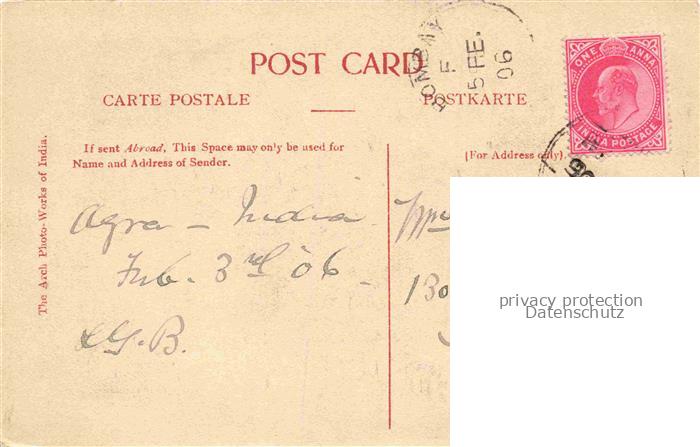 POST CARD
BOMBAY
F
5 FE.
06
ONE ANNA
INDIA POSTAGE
CARTE POSTALE
POSTKARTE
If sent Abroad, This Space may only be used for
Name and Address of Sender.
(For Address only).
The Arch Photo-Works of India.
Agra - India
Feb. 3rd 06
130
privacy protection
Datenschutz